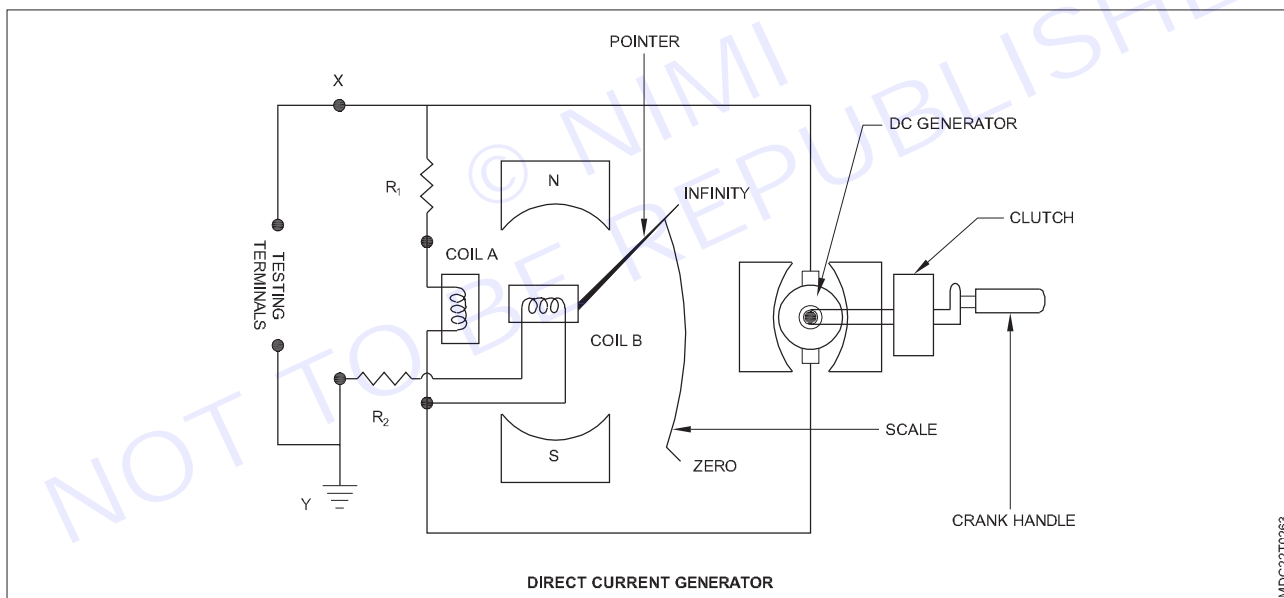 © NIMI
NOT TO BE REPUBLISHED
POINTER
X
DC GENERATOR
R1
N
INFINITY
CLUTCH
COIL A
TESTING
TERMINALS
COIL B
R2
SCALE
S
ZERO
Y
CRANK HANDLE
DIRECT CURRENT GENERATOR